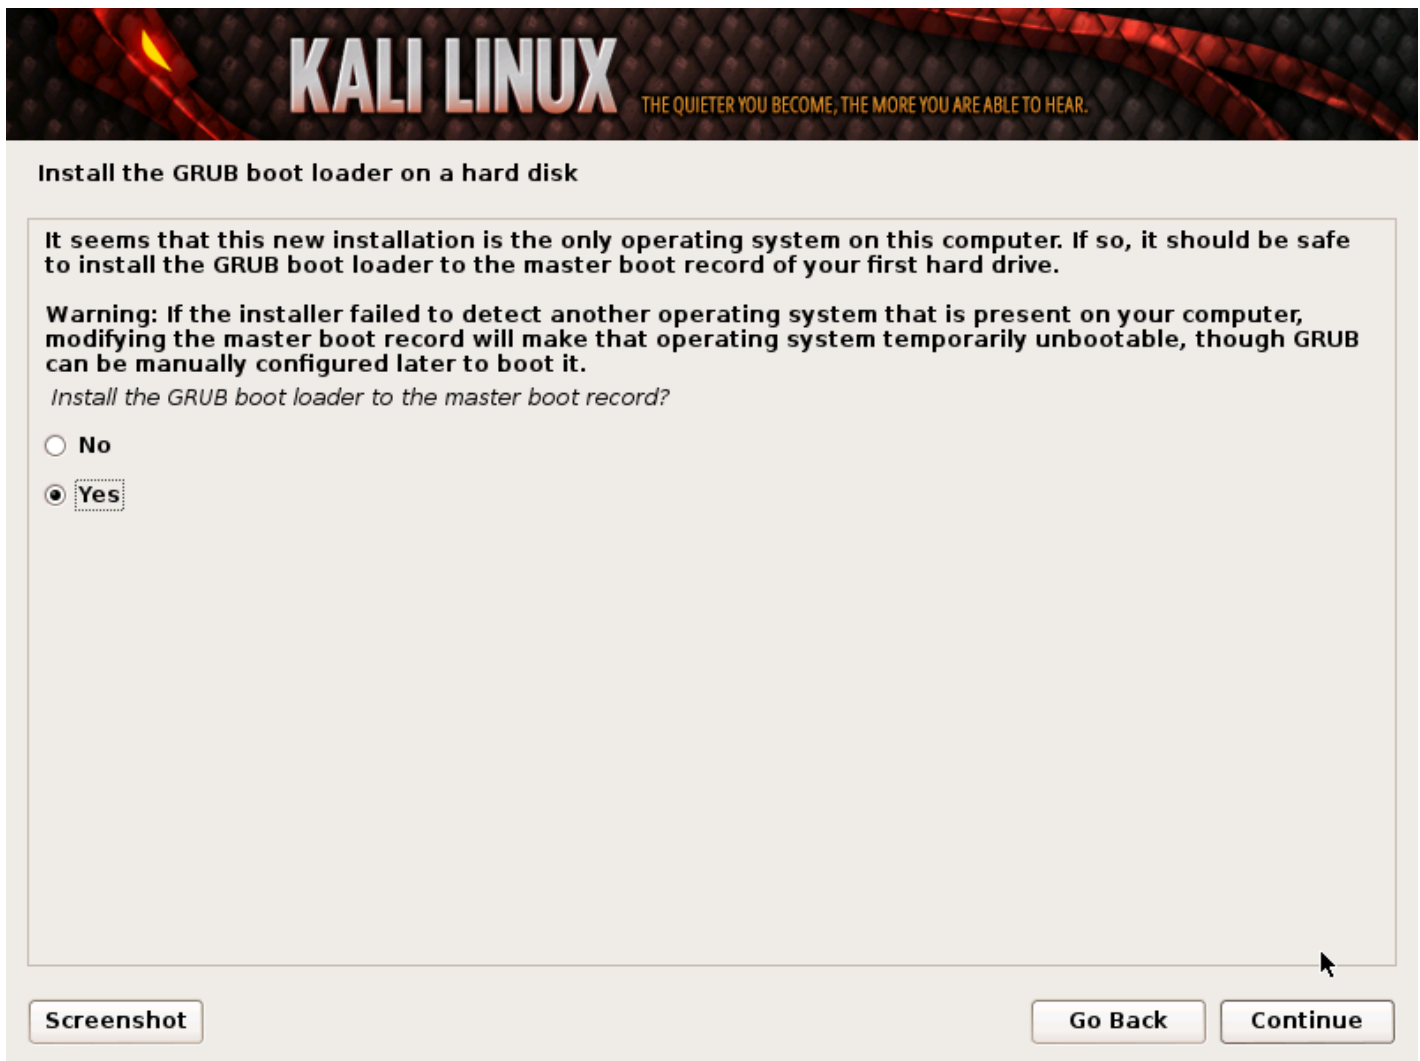 KALI LINUX
THE QUIETER YOU BECOME, THE MORE YOU ARE ABLE TO HEAR.
Install the GRUB boot loader on a hard disk
It seems that this new installation is the only operating system on this computer. If so, it should be safe
to install the GRUB boot loader to the master boot record of your first hard drive.
Warning: If the installer failed to detect another operating system that is present on your computer,
modifying the master boot record will make that operating system temporarily unbootable, though GRUB
can be manually configured later to boot it.
Install the GRUB boot loader to the master boot record?
No
Yes
Screenshot
Go Back
Continue